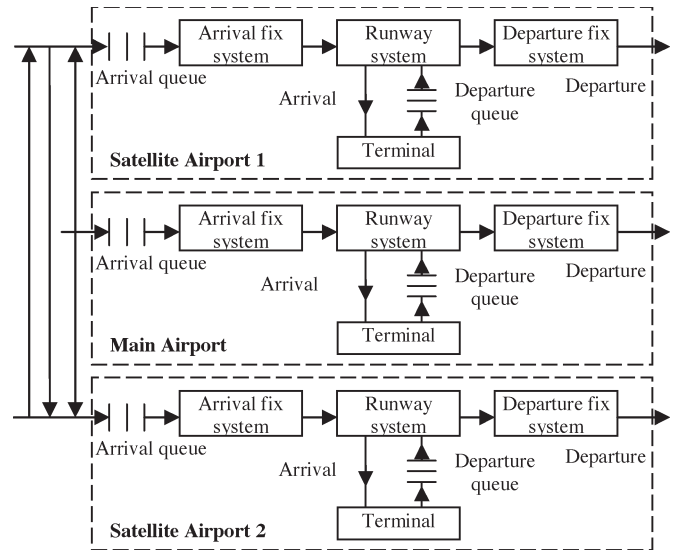 Arrival fix
system
Runway
system
Departure fix
system
Arrival queue
Arrival
Departure
queue
Departure
Terminal
Satellite Airport 1
Arrival fix
system
Runway
system
Departure fix
system
Arrival queue
Arrival
Departure
queue
Departure
Terminal
Main Airport
Arrival fix
system
Runway
system
Departure fix
system
Arrival queue
Arrival
Departure
queue
Departure
Terminal
Satellite Airport 2